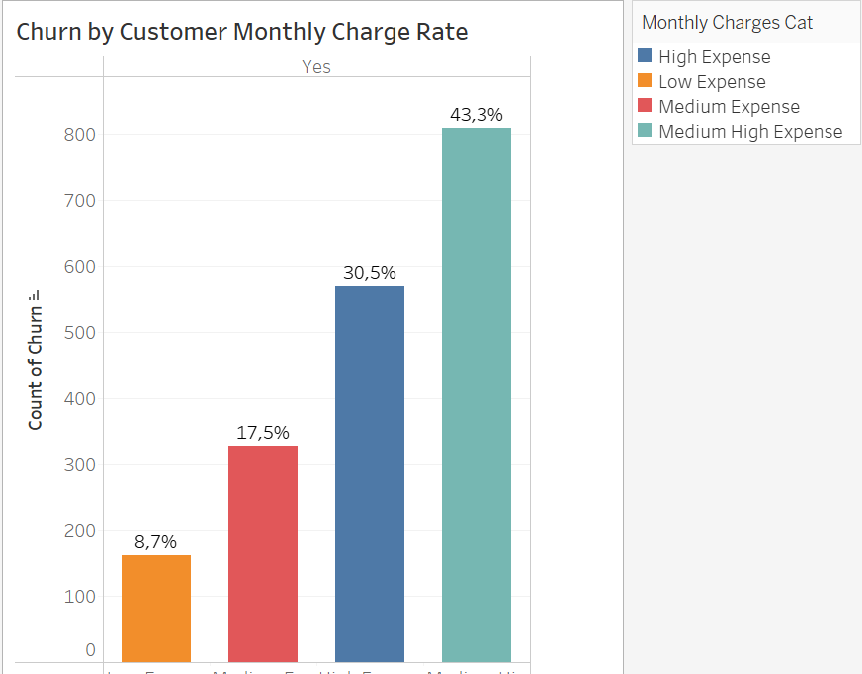 Churn by Customer Monthly Charge Rate
Yes
Count of Churn
800
700
600
500
400
300
200
100
0
43,3%
30,5%
17,5%
8,7%
Monthly Charges Cat
High Expense
Low Expense
Medium Expense
Medium High Expense